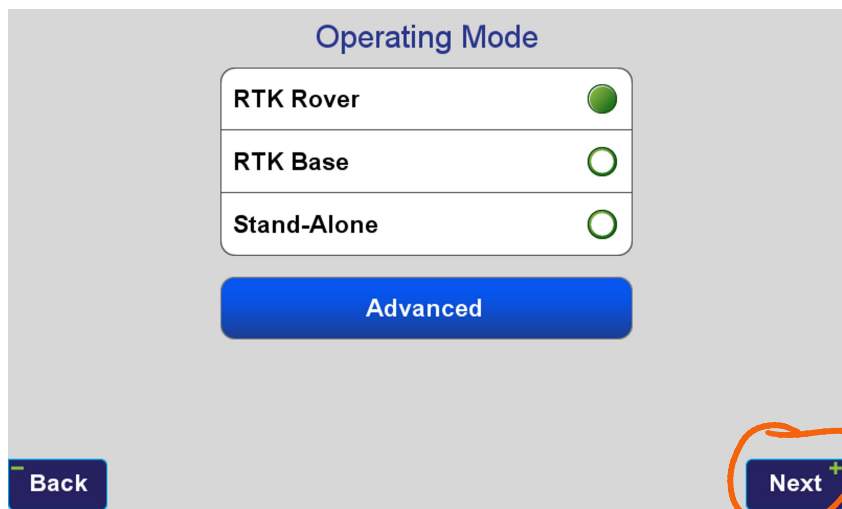 Operating Mode
RTK Rover
RTK Base
Stand-Alone
Advanced
− Back
Next +